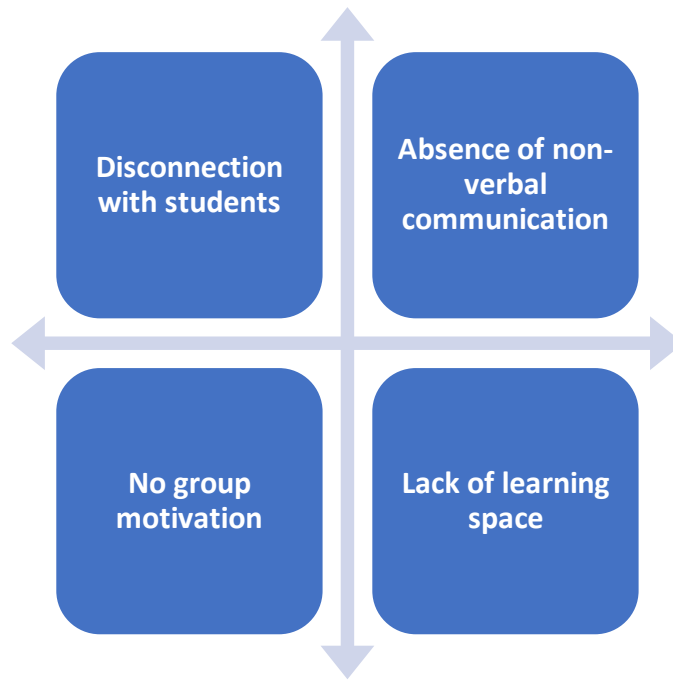 Disconnection
with students
Absence of non-
verbal
communication
No group
motivation
Lack of learning
space